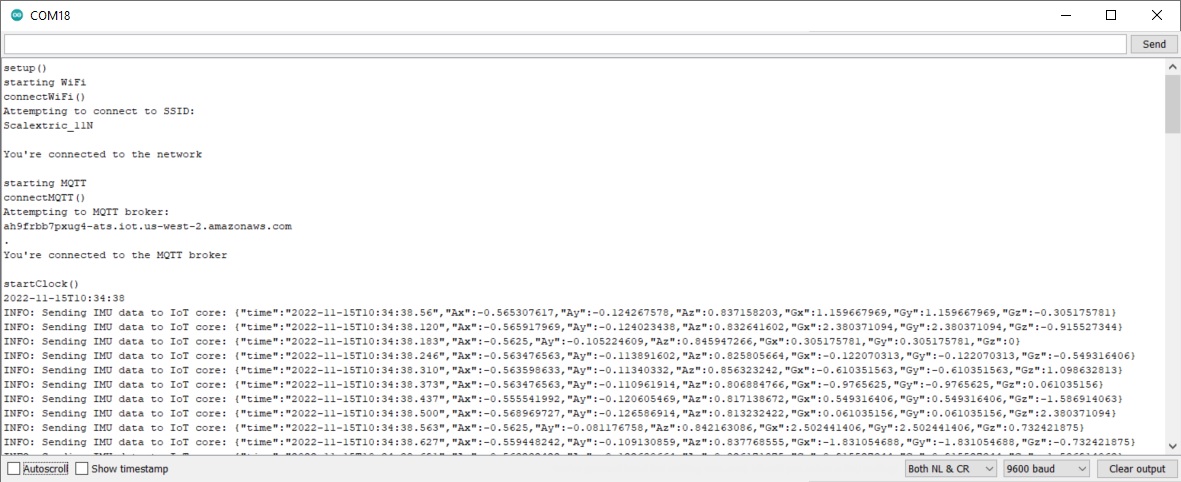 COM18
Send
setup()
starting WiFi
connectWiFi()
Attempting to connect to SSID:
Scalextric_11N
You're connected to the network
starting MQTT
connectMQTT()
Attempting to MQTT broker:
ah9frbb7pxug4-ats.iot.us-west-2.amazonaws.com
.
You're connected to the MQTT broker
startClock()
2022-11-15T10:34:38
INFO: Sending IMU data to IoT core: {"time":"2022-11-15T10:34:38.56","Ax":-0.565307617,"Ay":-0.124267578,"Az":0.837158203,"Gx":1.159667969,"Gy":1.159667969,"Gz":-0.305175781}
INFO: Sending IMU data to IoT core: {"time":"2022-11-15T10:34:38.120","Ax":-0.565917969,"Ay":-0.124023438,"Az":0.832641602,"Gx":2.380371094,"Gy":2.380371094,"Gz":-0.915527344}
INFO: Sending IMU data to IoT core: {"time":"2022-11-15T10:34:38.183","Ax":-0.5625,"Ay":-0.105224609,"Az":0.845947266,"Gx":0.305175781,"Gy":0.305175781,"Gz":0}
INFO: Sending IMU data to IoT core: {"time":"2022-11-15T10:34:38.246","Ax":-0.563476563,"Ay":-0.113891602,"Az":0.825805664,"Gx":-0.122070313,"Gy":-0.122070313,"Gz":-0.549316406}
INFO: Sending IMU data to IoT core: {"time":"2022-11-15T10:34:38.310","Ax":-0.563598633,"Ay":-0.11340332,"Az":0.856323242,"Gx":-0.610351563,"Gy":-0.610351563,"Gz":1.098632813}
INFO: Sending IMU data to IoT core: {"time":"2022-11-15T10:34:38.373","Ax":-0.563476563,"Ay":-0.110961914,"Az":0.806884766,"Gx":-0.9765625,"Gy":-0.9765625,"Gz":0.061035156}
INFO: Sending IMU data to IoT core: {"time":"2022-11-15T10:34:38.437","Ax":-0.555541992,"Ay":-0.120605469,"Az":0.817138672,"Gx":0.549316406,"Gy":0.549316406,"Gz":-1.586914063}
INFO: Sending IMU data to IoT core: {"time":"2022-11-15T10:34:38.500","Ax":-0.568969727,"Ay":-0.126586914,"Az":0.813232422,"Gx":0.061035156,"Gy":0.061035156,"Gz":2.380371094}
INFO: Sending IMU data to IoT core: {"time":"2022-11-15T10:34:38.563","Ax":-0.5625,"Ay":-0.081176758,"Az":0.842163086,"Gx":2.502441406,"Gy":2.502441406,"Gz":0.732421875}
INFO: Sending IMU data to IoT core: {"time":"2022-11-15T10:34:38.627","Ax":-0.559448242,"Ay":-0.109130859,"Az":0.837768555,"Gx":-1.831054688,"Gy":-1.831054688,"Gz":-0.732421875}
Autoscroll Show timestamp Both NL & CR 9600 baud Clear output